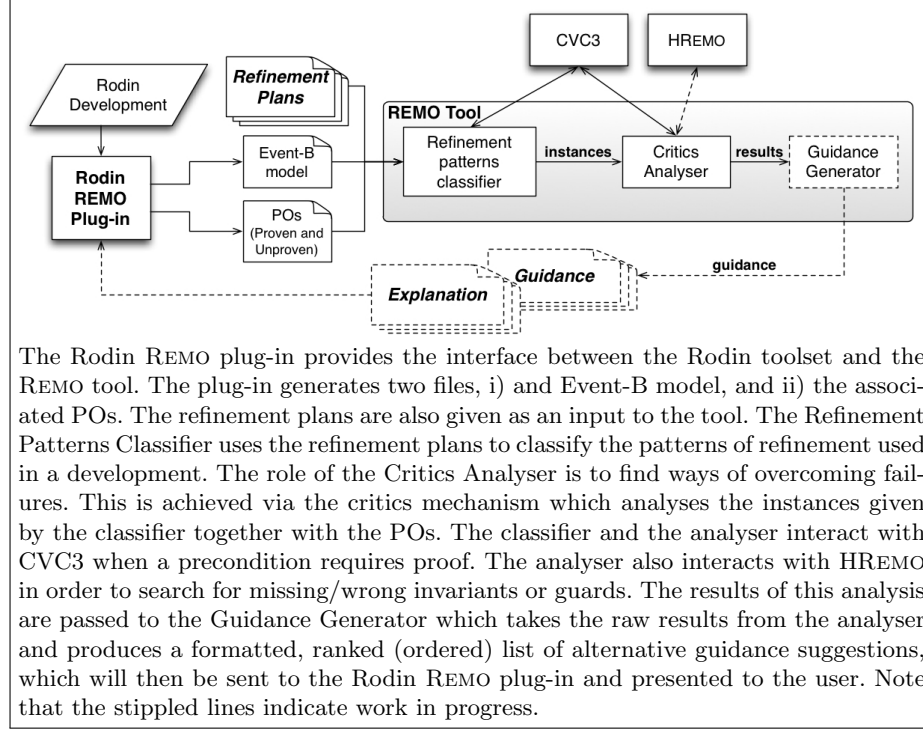 CVC3
HREMO
Rodin
Development
Refinement
Plans
REMO Tool
Rodin
REMO
Plug-in
Event-B
model
POs
(Proven and
Unproven)
Refinement
patterns
classifier
instances
Critics
Analyser
results
Guidance
Generator
guidance
Guidance
Explanation
The Rodin REMO plug-in provides the interface between the Rodin toolset and the
REMO tool. The plug-in generates two files, i) and Event-B model, and ii) the associ-
ated POs. The refinement plans are also given as an input to the tool. The Refinement
Patterns Classifier uses the refinement plans to classify the patterns of refinement used
in a development. The role of the Critics Analyser is to find ways of overcoming fail-
ures. This is achieved via the critics mechanism which analyses the instances given
by the classifier together with the POs. The classifier and the analyser interact with
CVC3 when a precondition requires proof. The analyser also interacts with HREMO
in order to search for missing/wrong invariants or guards. The results of this analysis
are passed to the Guidance Generator which takes the raw results from the analyser
and produces a formatted, ranked (ordered) list of alternative guidance suggestions,
which will then be sent to the Rodin REMO plug-in and presented to the user. Note
that the stippled lines indicate work in progress.